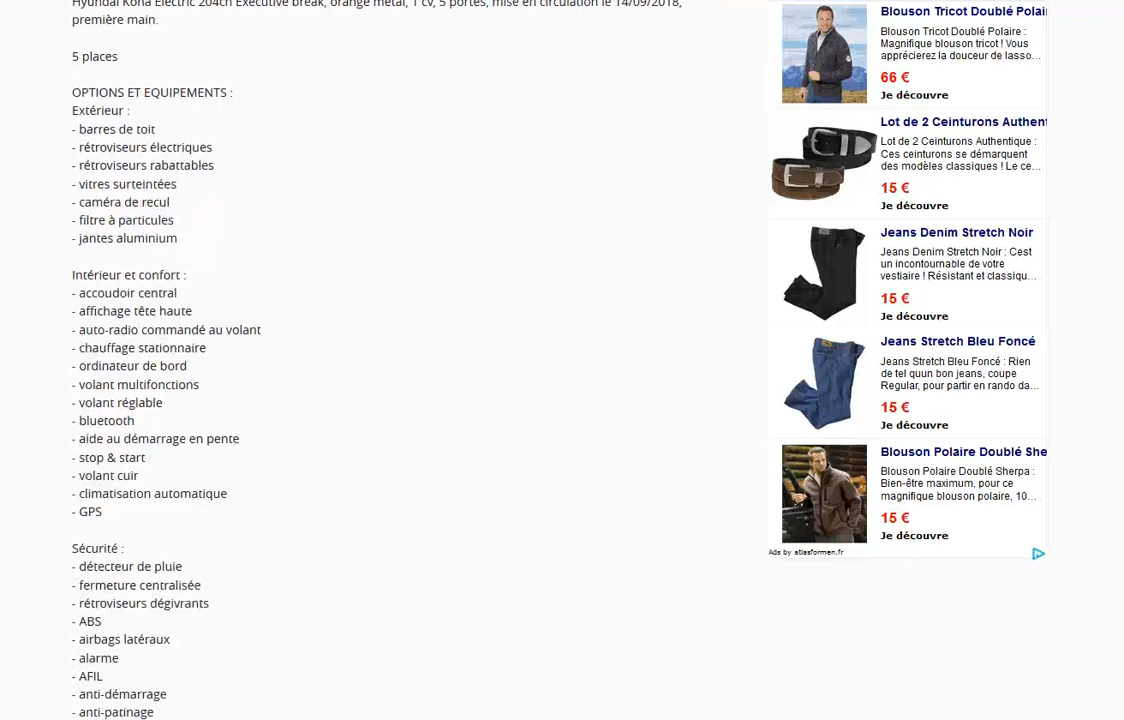 Hyundai Kona Electric 204ch Executive break, orange métal, 1 cv, 5 portes, mise en circulation le 14/09/2018,
première main.
5 places
OPTIONS ET EQUIPEMENTS :
Extérieur :
- barres de toit
- rétroviseurs électriques
- rétroviseurs rabattables
- vitres surteintées
- caméra de recul
- filtre à particules
- jantes aluminium
Intérieur et confort :
- accoudoir central
- affichage tête haute
- auto-radio commandé au volant
- chauffage stationnaire
- ordinateur de bord
- volant multifonctions
- volant réglable
- bluetooth
- aide au démarrage en pente
- stop & start
- volant cuir
- climatisation automatique
- GPS
Sécurité :
- détecteur de pluie
- fermeture centralisée
- rétroviseurs dégivrants
- ABS
- airbags latéraux
- alarme
- AFIL
- anti-démarrage
- anti-patinage
Blouson Tricot Doublé Polai
Blouson Tricot Doublé Polaire :
Magnifique blouson tricot ! Vous
apprécierez la douceur de lasso...
66 €
Je découvre
Lot de 2 Ceinturons Authent
Lot de 2 Ceinturons Authentique :
Ces ceinturons se démarquent
des modèles classiques ! Le ce...
15 €
Je découvre
Jeans Denim Stretch Noir
Jeans Denim Stretch Noir : Cest
un incontournable de votre
vestiaire ! Résistant et classiqu...
15 €
Je découvre
Jeans Stretch Bleu Foncé
Jeans Stretch Bleu Foncé : Rien
de tel quun bon jeans, coupe
Regular, pour partir en rando da...
15 €
Je découvre
Blouson Polaire Doublé She
Blouson Polaire Doublé Sherpa :
Bien-être maximum, pour ce
magnifique blouson polaire, 10...
15 €
Je découvre
Ads by atlasformen.fr